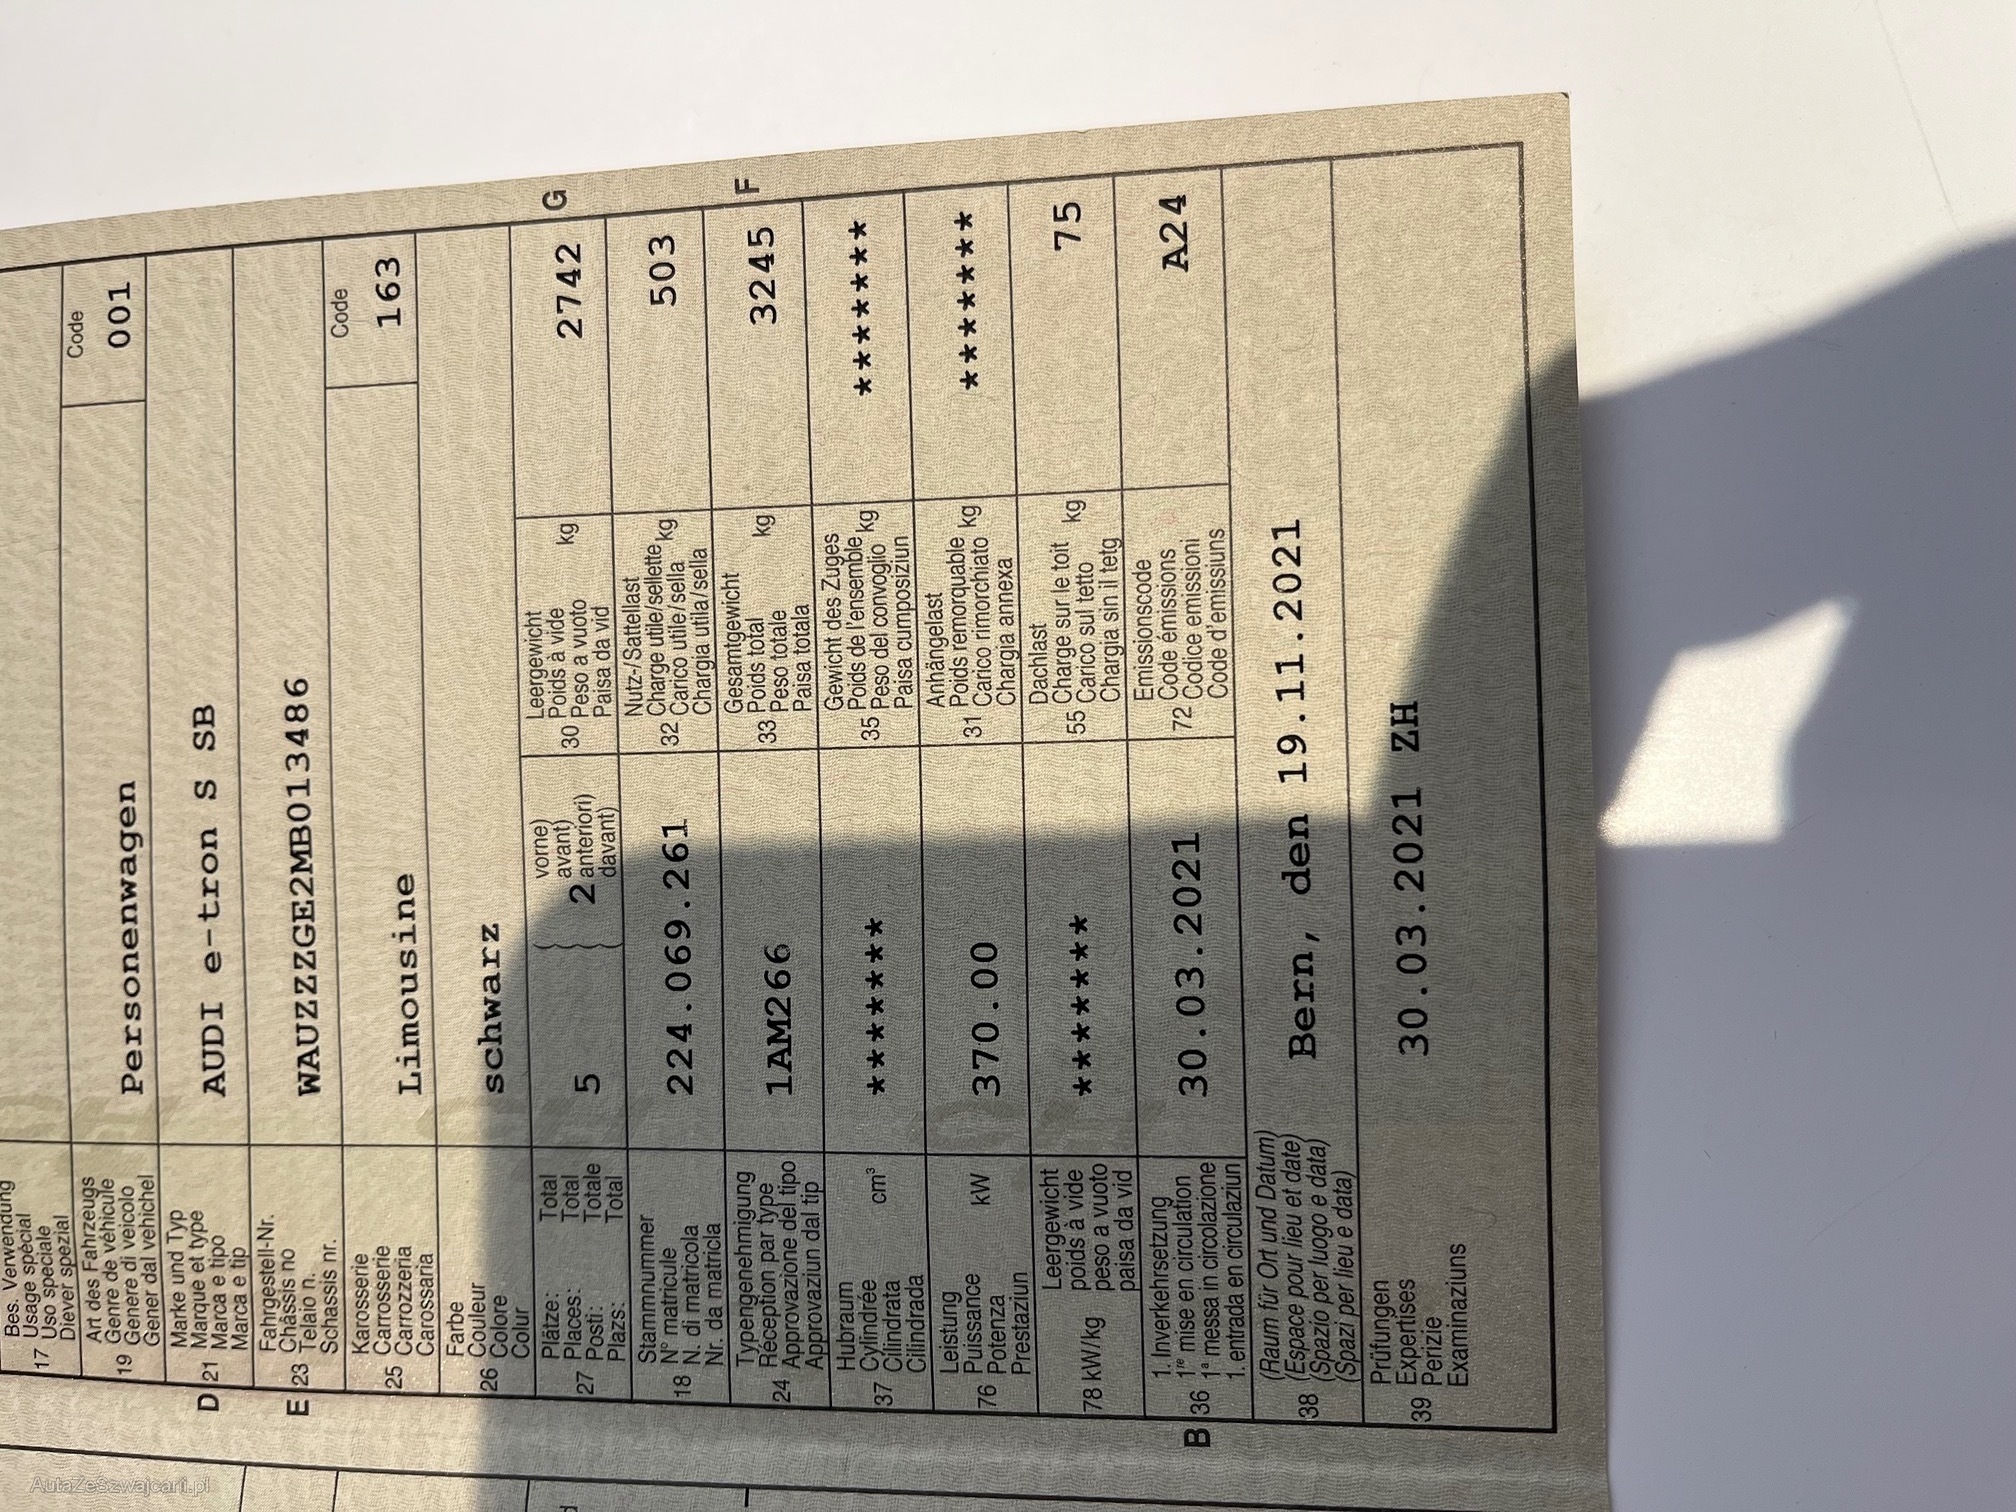 Bes. Verwendung
Usage spécial
17 Uso speciale
Diever spezial
Art des Fahrzeugs
Genre de véhicule
19 Genere di veicolo
Gener dal vehichel
Personenwagen
Code
001
Marke und Typ
Marque et type
D 21 Marca e tipo
Marca e tip
AUDI e-tron S SB
Fahrgestell-Nr.
Châssis no
E 23 Telaio n.
Schassis nr.
WAUZZZGE2MB013486
Karosserie
Carrosserie
25 Carozzeria
Carossaria
Limousine
Code
163
Farbe
Couleur
26 Colore
Colur
schwarz
Plätze: Total
Places: Total
27 Posti: Totale
Plazs: Total
5
vorne)
avant)
2 anteriori)
davant)
Leergewicht
Poids à vide
30 Peso a vuoto kg
Paisa da vid
2742 G
Stammnummer
N° matricule
18 N. di matricola
Nr. da matricla
224.069.261
Nutz-/Sattellast
Charge utile/sellette
32 Carico utile/sella kg
Chargia utila/sella
503
Typengenehmigung
Réception par type
24 Approvazione del tipo
Approvaziun dal tip
1AM266
Gesamtgewicht
Poids total
33 Peso totale kg
Paisa totala
3245 F
Hubraum
Cylindrée
37 Cilindrata cm³
Cilindrada
*******
Gewicht des Zuges
Poids de l'ensemble
35 Peso del convoglio kg
Paisa cumposiziun
*******
Leistung
Puissance
76 Potenza kW
Prestaziun
370.00
Anhängelast
Poids remorquable
31 Carico rimorchiato kg
Chargia annexa
*******
Leergewicht
poids à vide
78 kW/kg peso a vuoto
paisa da vid
*******
Dachlast
Charge sur le toit
55 Carico sul tetto kg
Chargia sin il tetg
75
1. Inverkehrsetzung
1re mise en circulation
B 36 1a messa in circolazione
1. entrada en circulaziun
30.03.2021
Emissionscode
Code émissions
72 Codice emissioni
Code d'emissiuns
A24
(Raum für Ort und Datum)
(Espace pour lieu et date)
38 (Spazio per luogo e data)
(Spazi per lieu e data)
Bern, den 19.11.2021
Prüfungen
Expertises
39 Perizie
Examinaziuns
30.03.2021 ZH
AutaZeSzwajcarii.pl